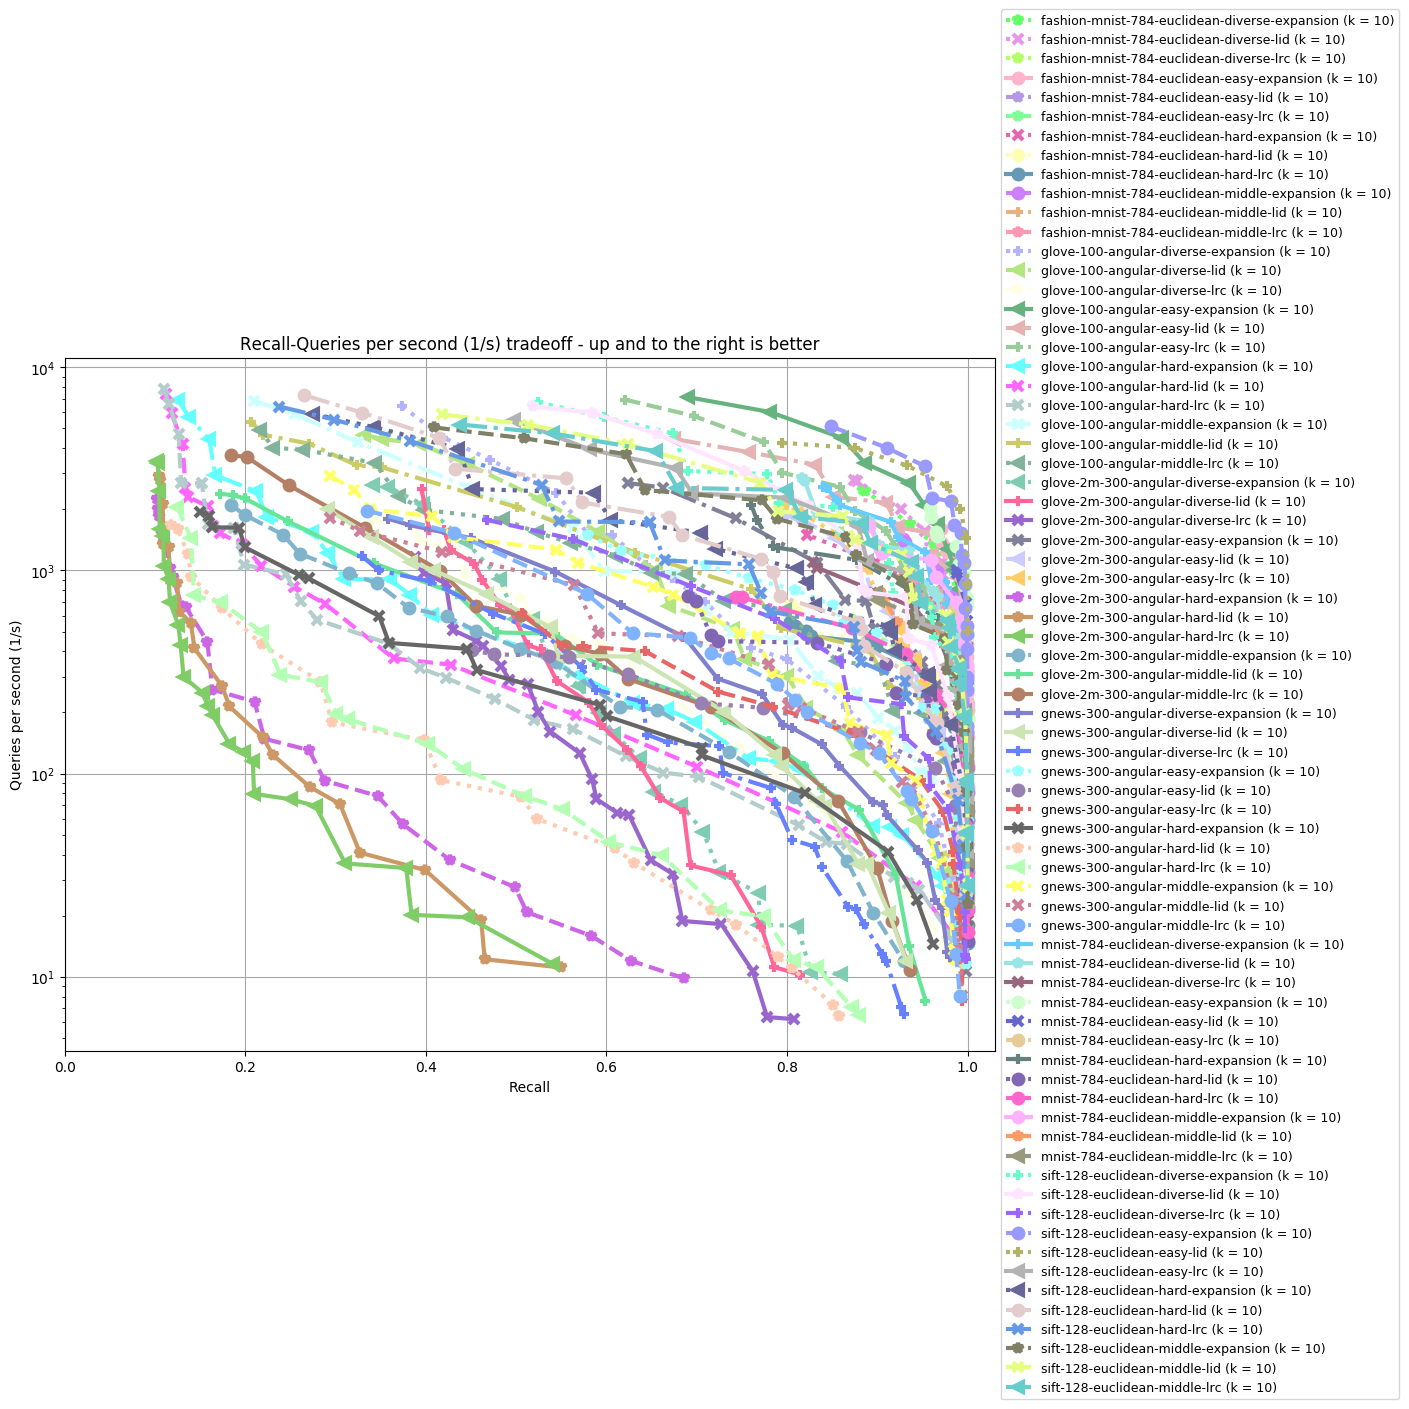 Recall-Queries per second (1/s) tradeoff - up and to the right is better
Queries per second (1/s)
10^4
10^3
10^2
10^1
0.0
0.2
0.4
0.6
0.8
1.0
Recall
fashion-mnist-784-euclidean-diverse-expansion (k = 10)
fashion-mnist-784-euclidean-diverse-lid (k = 10)
fashion-mnist-784-euclidean-diverse-lrc (k = 10)
fashion-mnist-784-euclidean-easy-expansion (k = 10)
fashion-mnist-784-euclidean-easy-lid (k = 10)
fashion-mnist-784-euclidean-easy-lrc (k = 10)
fashion-mnist-784-euclidean-hard-expansion (k = 10)
fashion-mnist-784-euclidean-hard-lid (k = 10)
fashion-mnist-784-euclidean-hard-lrc (k = 10)
fashion-mnist-784-euclidean-middle-expansion (k = 10)
fashion-mnist-784-euclidean-middle-lid (k = 10)
fashion-mnist-784-euclidean-middle-lrc (k = 10)
glove-100-angular-diverse-expansion (k = 10)
glove-100-angular-diverse-lid (k = 10)
glove-100-angular-diverse-lrc (k = 10)
glove-100-angular-easy-expansion (k = 10)
glove-100-angular-easy-lid (k = 10)
glove-100-angular-easy-lrc (k = 10)
glove-100-angular-hard-expansion (k = 10)
glove-100-angular-hard-lid (k = 10)
glove-100-angular-hard-lrc (k = 10)
glove-100-angular-middle-expansion (k = 10)
glove-100-angular-middle-lid (k = 10)
glove-100-angular-middle-lrc (k = 10)
glove-2m-300-angular-diverse-expansion (k = 10)
glove-2m-300-angular-diverse-lid (k = 10)
glove-2m-300-angular-diverse-lrc (k = 10)
glove-2m-300-angular-easy-expansion (k = 10)
glove-2m-300-angular-easy-lid (k = 10)
glove-2m-300-angular-easy-lrc (k = 10)
glove-2m-300-angular-hard-expansion (k = 10)
glove-2m-300-angular-hard-lid (k = 10)
glove-2m-300-angular-hard-lrc (k = 10)
glove-2m-300-angular-middle-expansion (k = 10)
glove-2m-300-angular-middle-lid (k = 10)
glove-2m-300-angular-middle-lrc (k = 10)
gnews-300-angular-diverse-expansion (k = 10)
gnews-300-angular-diverse-lid (k = 10)
gnews-300-angular-diverse-lrc (k = 10)
gnews-300-angular-easy-expansion (k = 10)
gnews-300-angular-easy-lid (k = 10)
gnews-300-angular-easy-lrc (k = 10)
gnews-300-angular-hard-expansion (k = 10)
gnews-300-angular-hard-lid (k = 10)
gnews-300-angular-hard-lrc (k = 10)
gnews-300-angular-middle-expansion (k = 10)
gnews-300-angular-middle-lid (k = 10)
gnews-300-angular-middle-lrc (k = 10)
mnist-784-euclidean-diverse-expansion (k = 10)
mnist-784-euclidean-diverse-lid (k = 10)
mnist-784-euclidean-diverse-lrc (k = 10)
mnist-784-euclidean-easy-expansion (k = 10)
mnist-784-euclidean-easy-lid (k = 10)
mnist-784-euclidean-easy-lrc (k = 10)
mnist-784-euclidean-hard-expansion (k = 10)
mnist-784-euclidean-hard-lid (k = 10)
mnist-784-euclidean-hard-lrc (k = 10)
mnist-784-euclidean-middle-expansion (k = 10)
mnist-784-euclidean-middle-lid (k = 10)
mnist-784-euclidean-middle-lrc (k = 10)
sift-128-euclidean-diverse-expansion (k = 10)
sift-128-euclidean-diverse-lid (k = 10)
sift-128-euclidean-diverse-lrc (k = 10)
sift-128-euclidean-easy-expansion (k = 10)
sift-128-euclidean-easy-lid (k = 10)
sift-128-euclidean-easy-lrc (k = 10)
sift-128-euclidean-hard-expansion (k = 10)
sift-128-euclidean-hard-lid (k = 10)
sift-128-euclidean-hard-lrc (k = 10)
sift-128-euclidean-middle-expansion (k = 10)
sift-128-euclidean-middle-lid (k = 10)
sift-128-euclidean-middle-lrc (k = 10)